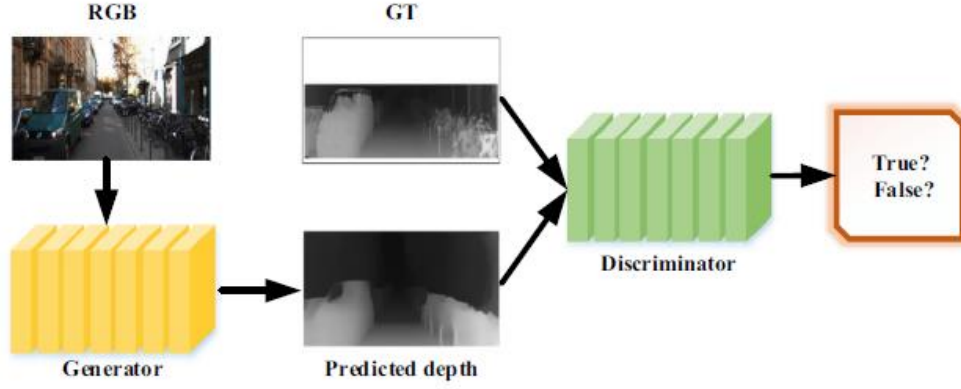 RGB
GT
True?
False?
Discriminator
Generator
Predicted depth